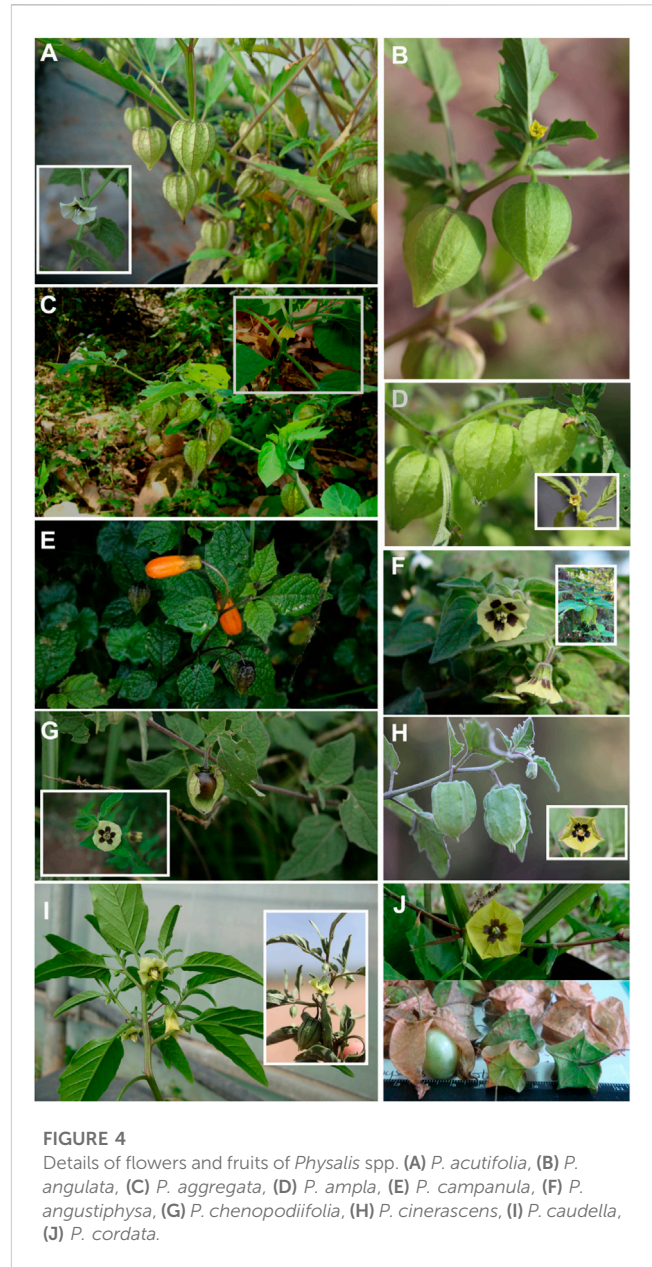 A
B
C
D
E
F
G
H
I
J
FIGURE 4
Details of flowers and fruits of Physalis spp. (A) P. acutifolia, (B) P.
angulata, (C) P. aggregata, (D) P. ampla, (E) P. campanula, (F) P.
angustiphysa, (G) P. chenopodiifolia, (H) P. cinerascens, (I) P. caudella,
(J) P. cordata.